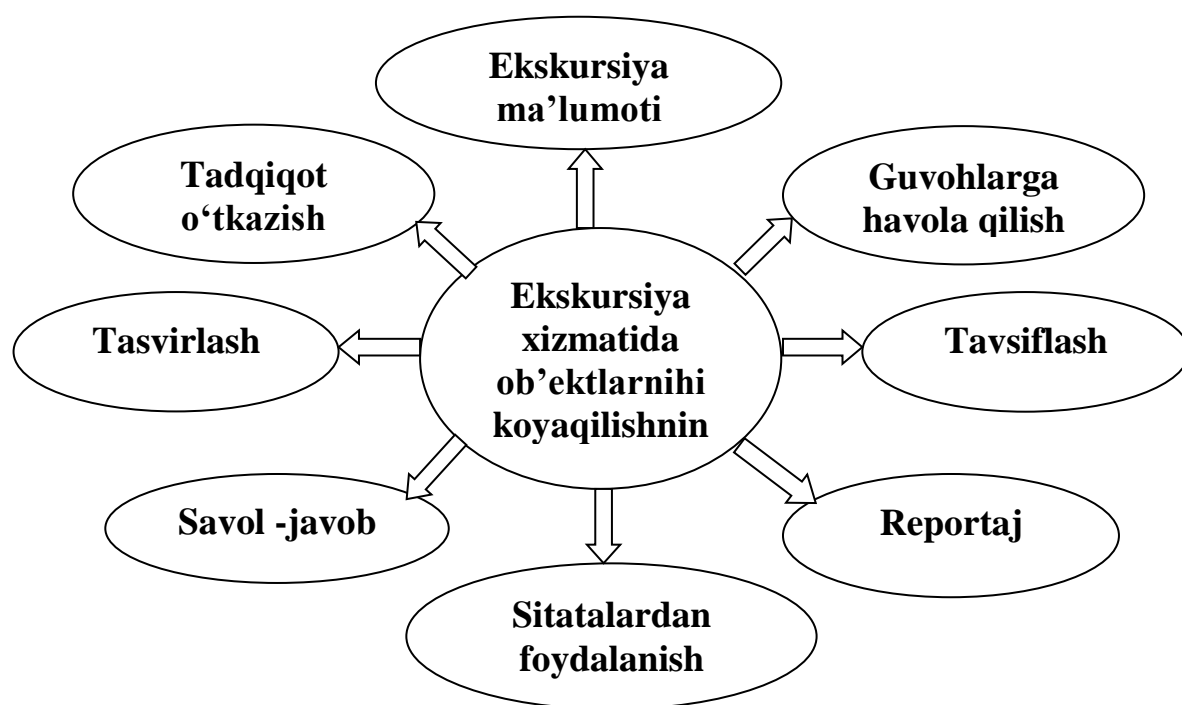 Ekskursiya
ma’lumoti
Tadqiqot
o‘tkazish
Guvohlarga
havola qilish
Ekskursiya
xizmatida
ob’ektlarnihi
koyaqilishnin
Tasvirlash
Tavsiflash
Savol -javob
Reportaj
Sitatalardan
foydalanish